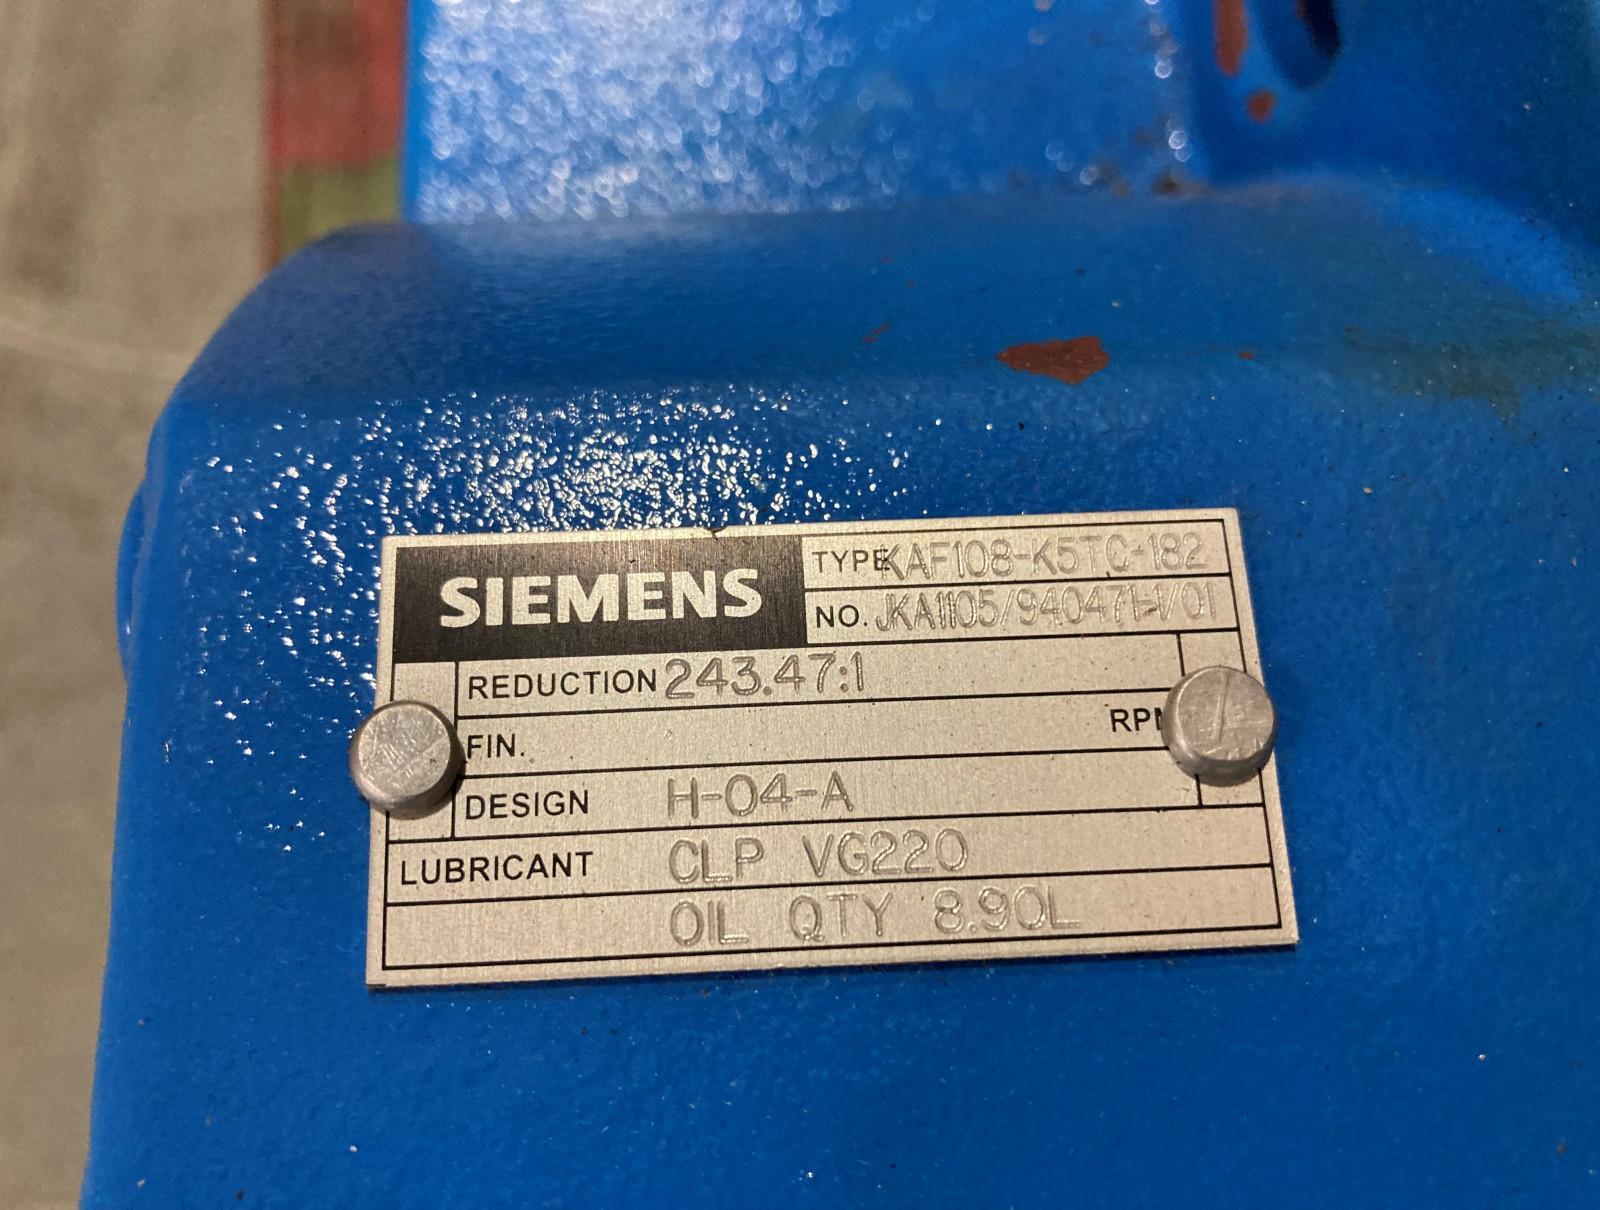 SIEMENS
TYPE KAF108-K5TC-182
NO. JKA1105/9404711-1/01
REDUCTION 243.47:1
FIN. RPM
DESIGN H-04-A
LUBRICANT CLP VG220
OIL QTY 8.90L